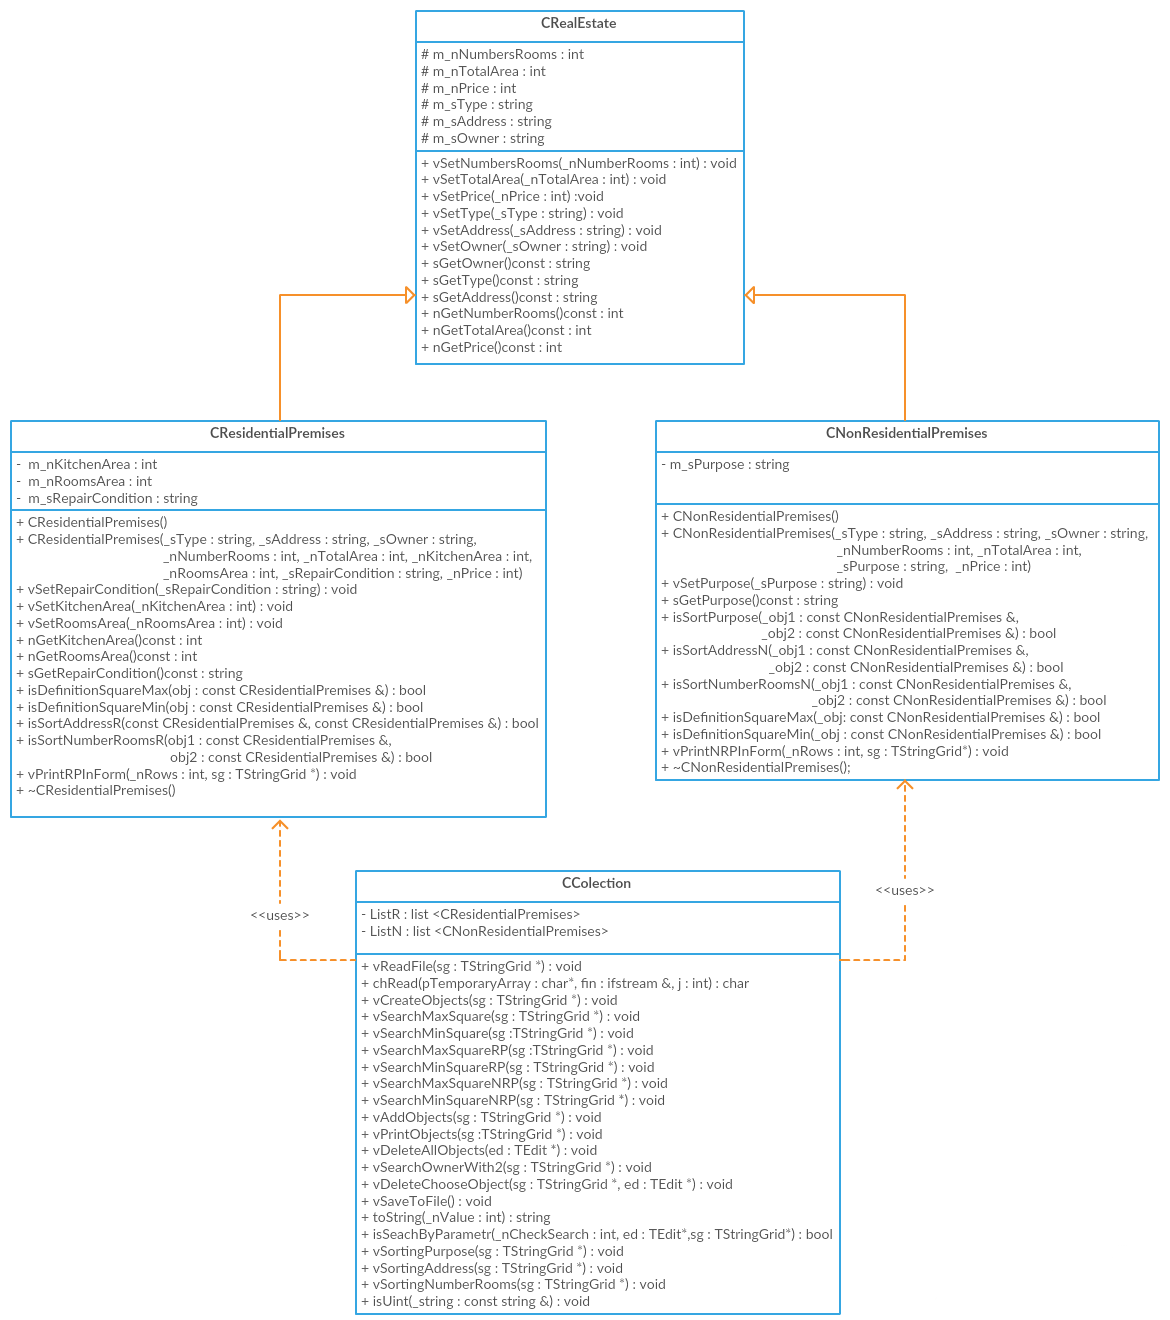 CRealEstate
# m_nNumbersRooms : int
# m_nTotalArea : int
# m_nPrice : int
# m_sType : string
# m_sAddress : string
# m_sOwner : string
+ vSetNumbersRooms(_nNumberRooms : int) : void
+ vSetTotalArea(_nTotalArea : int) : void
+ vSetPrice(_nPrice : int) :void
+ vSetType(_sType : string) : void
+ vSetAddress(_sAddress : string) : void
+ vSetOwner(_sOwner : string) : void
+ sGetOwner()const : string
+ sGetType()const : string
+ sGetAddress()const : string
+ nGetNumberRooms()const : int
+ nGetTotalArea()const : int
+ nGetPrice()const : int
CResidentialPremises
- m_nKitchenArea : int
- m_nRoomsArea : int
- m_sRepairCondition : string
+ CResidentialPremises()
+ CResidentialPremises(_sType : string, _sAddress : string, _sOwner : string,
_nNumberRooms : int, _nTotalArea : int, _nKitchenArea : int,
_nRoomsArea : int, _sRepairCondition : string, _nPrice : int)
+ vSetRepairCondition(_sRepairCondition : string) : void
+ vSetKitchenArea(_nKitchenArea : int) : void
+ vSetRoomsArea(_nRoomsArea : int) : void
+ nGetKitchenArea()const : int
+ nGetRoomsArea()const : int
+ sGetRepairCondition()const : string
+ isDefinitionSquareMax(obj : const CResidentialPremises &) : bool
+ isDefinitionSquareMin(obj : const CResidentialPremises &) : bool
+ isSortAddressR(const CResidentialPremises &, const CResidentialPremises &) : bool
+ isSortNumberRoomsR(obj1 : const CResidentialPremises &,
obj2 : const CResidentialPremises &) : bool
+ vPrintRPInForm(_nRows : int, sg : TStringGrid *) : void
+ ~CResidentialPremises()
CNonResidentialPremises
- m_sPurpose : string
+ CNonResidentialPremises()
+ CNonResidentialPremises(_sType : string, _sAddress : string, _sOwner : string,
_nNumberRooms : int, _nTotalArea : int,
_sPurpose : string, _nPrice : int)
+ vSetPurpose(_sPurpose : string) : void
+ sGetPurpose()const : string
+ isSortPurpose(_obj1 : const CNonResidentialPremises &,
_obj2 : const CNonResidentialPremises &) : bool
+ isSortAddressN(_obj1 : const CNonResidentialPremises &,
_obj2 : const CNonResidentialPremises &) : bool
+ isSortNumberRoomsN(_obj1 : const CNonResidentialPremises &,
_obj2 : const CNonResidentialPremises &) : bool
+ isDefinitionSquareMax(_obj: const CNonResidentialPremises &) : bool
+ isDefinitionSquareMin(_obj : const CNonResidentialPremises &) : bool
+ vPrintNRPInForm(_nRows : int, sg : TStringGrid*) : void
+ ~CNonResidentialPremises();
<<uses>>
<<uses>>
CColection
- ListR : list <CResidentialPremises>
- ListN : list <CNonResidentialPremises>
+ vReadFile(sg : TStringGrid *) : void
+ chRead(pTemporaryArray : char*, fin : ifstream &, j : int) : char
+ vCreateObjects(sg : TStringGrid *) : void
+ vSearchMaxSquare(sg : TStringGrid *) : void
+ vSearchMinSquare(sg :TStringGrid *) : void
+ vSearchMaxSquareRP(sg :TStringGrid *) : void
+ vSearchMinSquareRP(sg : TStringGrid *) : void
+ vSearchMaxSquareNRP(sg : TStringGrid *) : void
+ vSearchMinSquareNRP(sg : TStringGrid *) : void
+ vAddObjects(sg : TStringGrid *) : void
+ vPrintObjects(sg :TStringGrid *) : void
+ vDeleteAllObjects(ed : TEdit *) : void
+ vSearchOwnerWith2(sg : TStringGrid *) : void
+ vDeleteChooseObject(sg : TStringGrid *, ed : TEdit *) : void
+ vSaveToFile() : void
+ toString(_nValue : int) : string
+ isSeachByParametr(_nCheckSearch : int, ed : TEdit*,sg : TStringGrid*) : bool
+ vSortingPurpose(sg : TStringGrid *) : void
+ vSortingAddress(sg : TStringGrid *) : void
+ vSortingNumberRooms(sg : TStringGrid *) : void
+ isUint(_string : const string &) : void